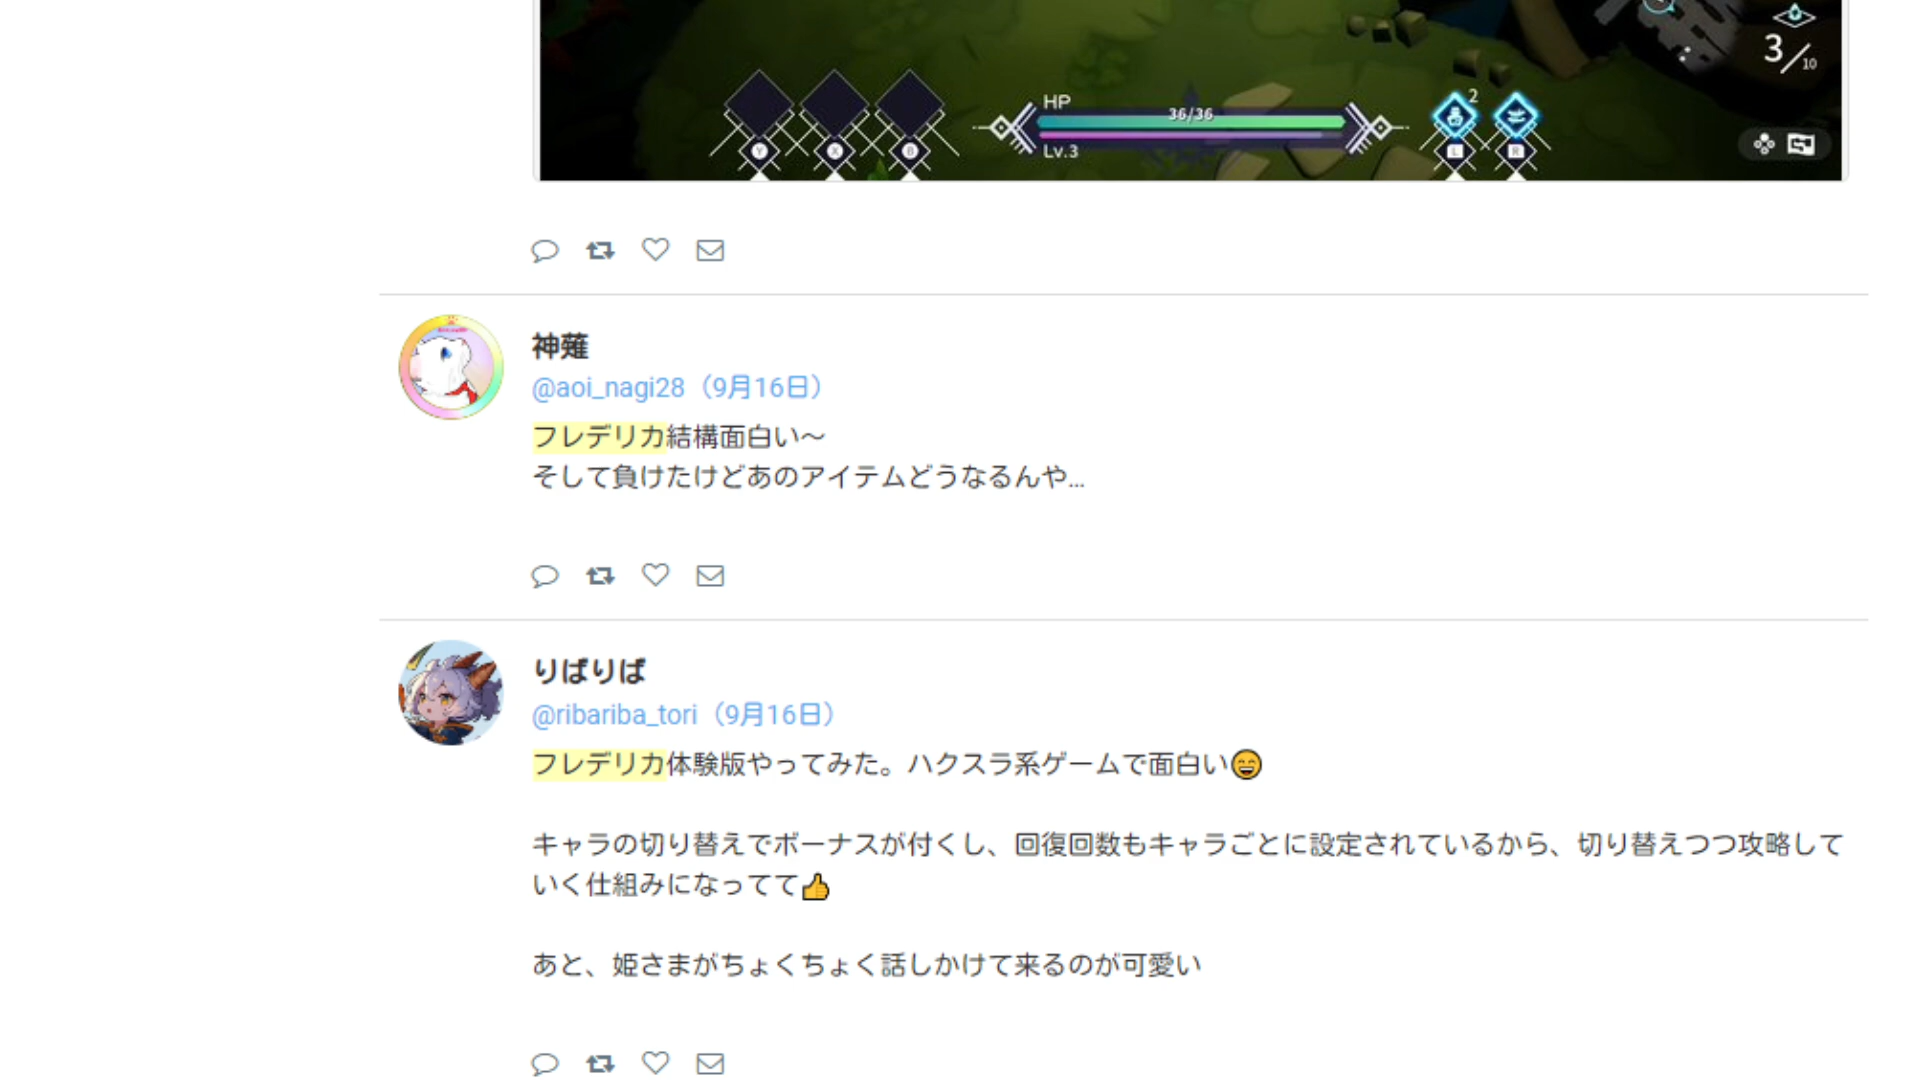 3/10
HP
36/36
Lv.3
2
Y
X
B
L
R
神薙
@aoi_nagi28（9月16日）
フレデリカ結構面白い～
そして負けたけどあのアイテムどうなるんや…
りばりば
@ribariba_tori（9月16日）
フレデリカ体験版やってみた。ハクスラ系ゲームで面白い😄
キャラの切り替えでボーナスが付くし、回復回数もキャラごとに設定されているから、切り替えつつ攻略して
いく仕組みになってて👍
あと、姫さまがちょくちょく話しかけて来るのが可愛い